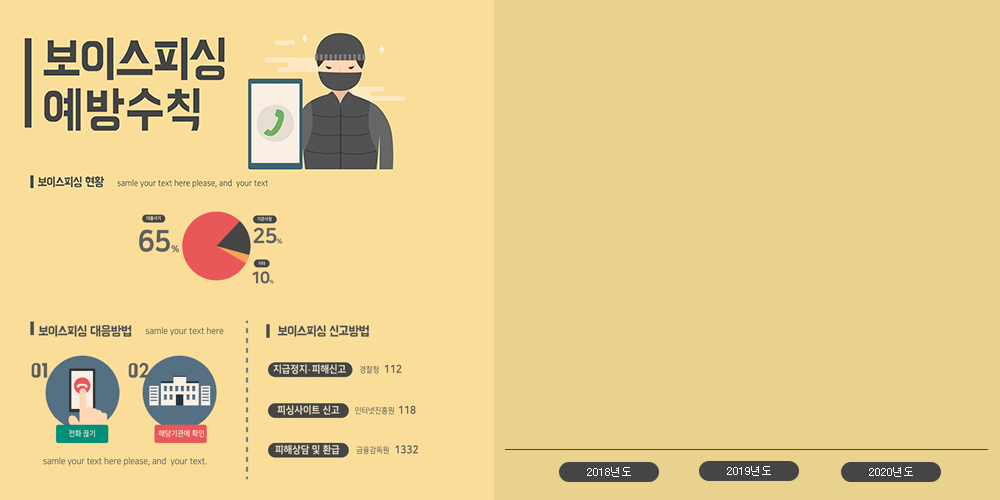 보이스피싱
예방수칙
보이스피싱 현황 samle your text here please, and your text
대출사기
65%
기관사칭
25%
기타
10%
보이스피싱 대응방법 samle your text here
01
02
전화 끊기
해당기관에 확인
samle your text here please, and your text.
보이스피싱 신고방법
지급정지·피해신고 경찰청 112
피싱사이트 신고 인터넷진흥원 118
피해상담 및 환급 금융감독원 1332
2018년도
2019년도
2020년도